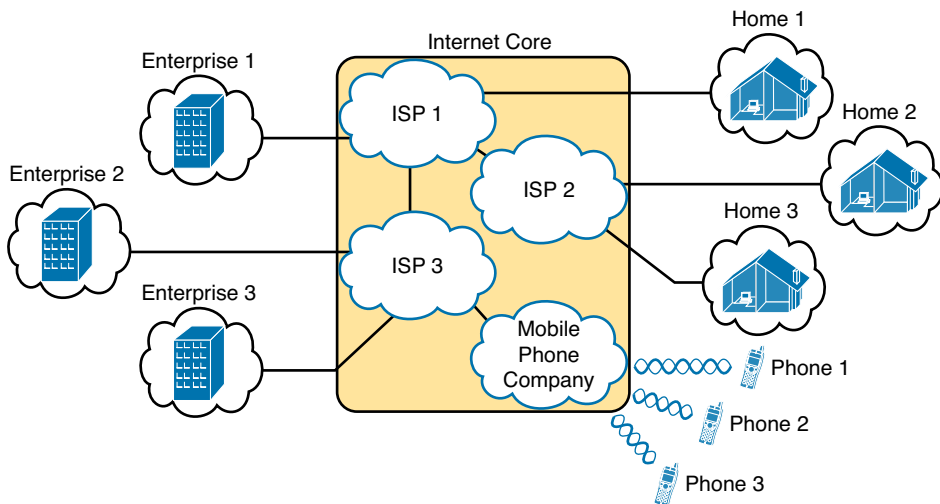 Home 1
Internet Core
Enterprise 1
ISP 1
Home 2
Enterprise 2
ISP 2
Home 3
ISP 3
Enterprise 3
Mobile
Phone
Company
Phone 1
Phone 2
Phone 3